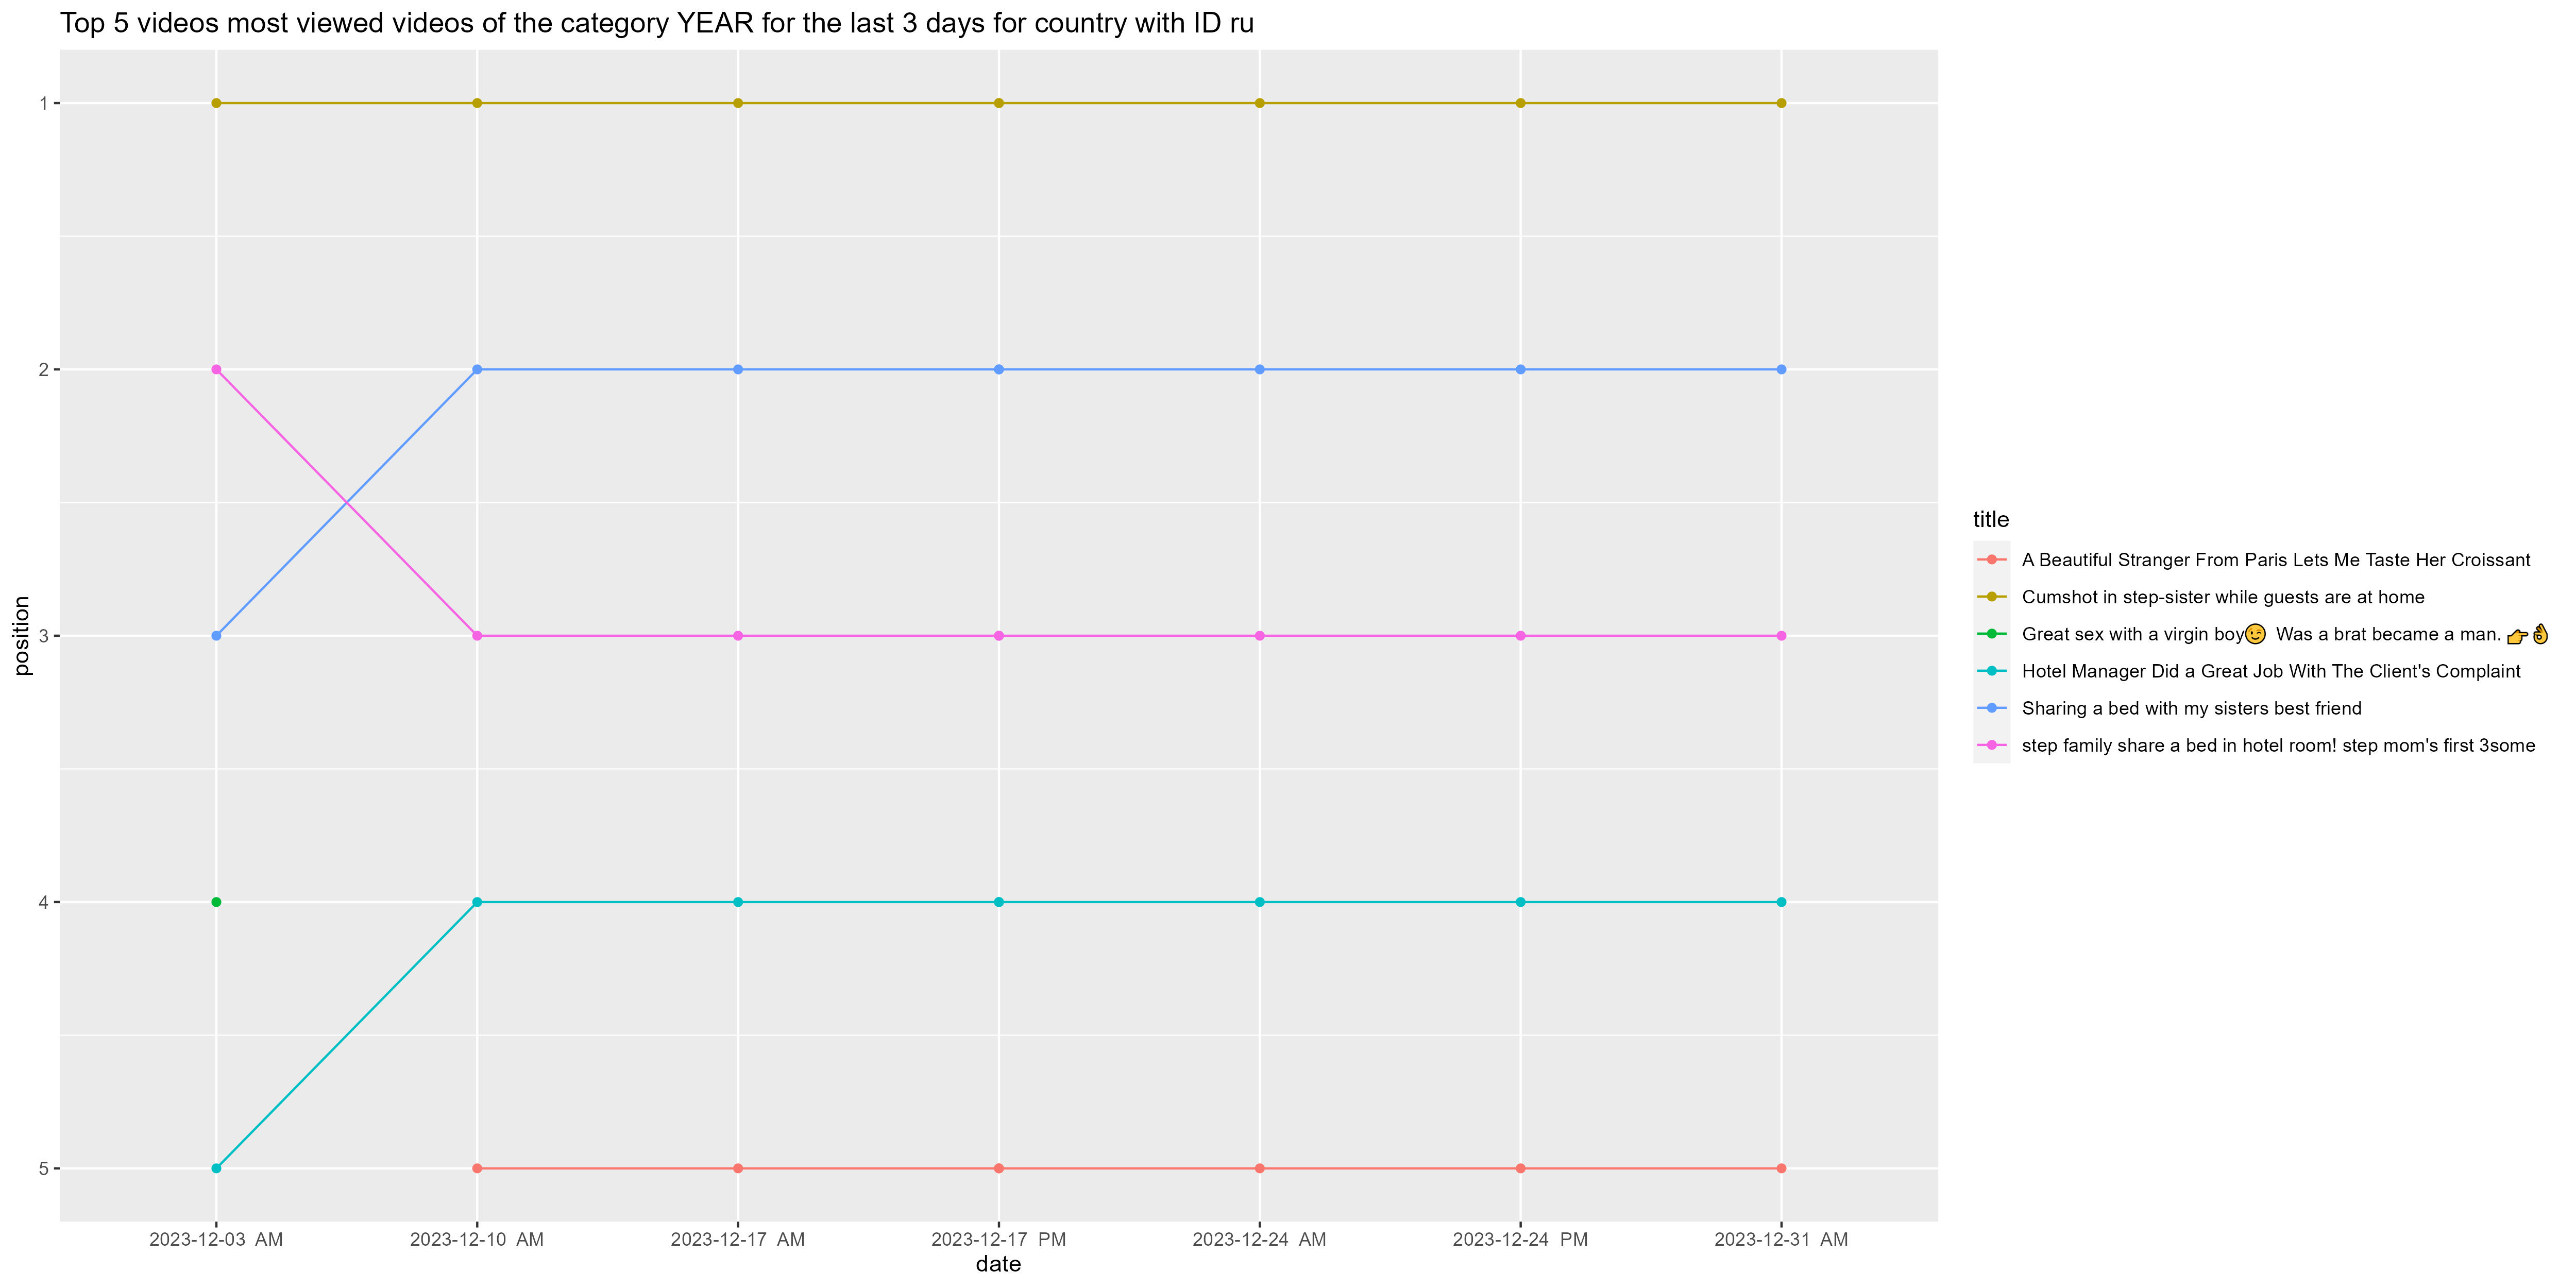 Top 5 videos most viewed videos of the category YEAR for the last 3 days for country with ID ru
1
2
3
4
5
position
2023-12-03 AM
2023-12-10 AM
2023-12-17 AM
2023-12-17 PM
2023-12-24 AM
2023-12-24 PM
2023-12-31 AM
date
title
A Beautiful Stranger From Paris Lets Me Taste Her Croissant
Cumshot in step-sister while guests are at home
Great sex with a virgin boy😉 Was a brat became a man. 👉👌
Hotel Manager Did a Great Job With The Client's Complaint
Sharing a bed with my sisters best friend
step family share a bed in hotel room! step mom's first 3some